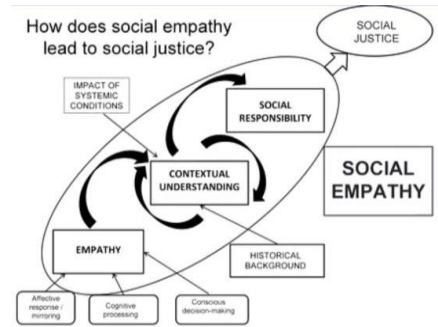 How does social empathy
lead to social justice?
SOCIAL
JUSTICE
IMPACT OF
SYSTEMIC
CONDITIONS
SOCIAL
RESPONSIBILITY
CONTEXTUAL
UNDERSTANDING
SOCIAL
EMPATHY
EMPATHY
HISTORICAL
BACKGROUND
Affective
response /
mirroring
Cognitive
processing
Conscious
decision-making